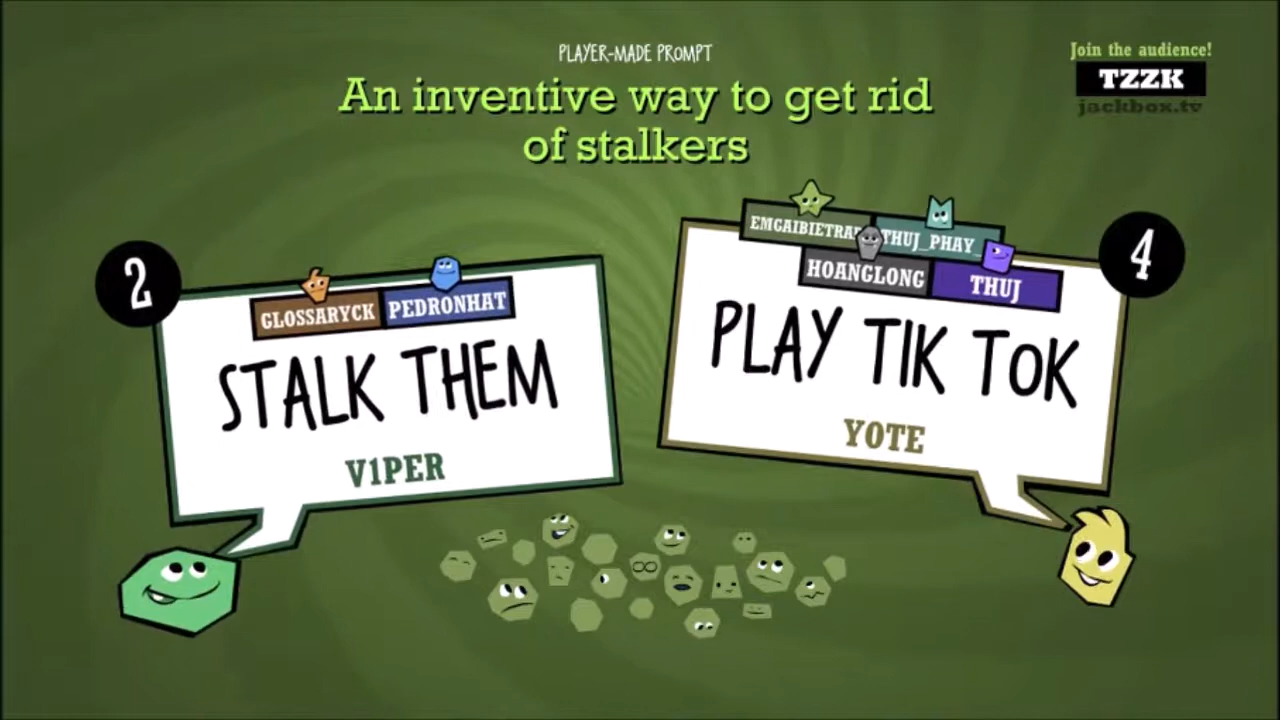 PLAYER-MADE PROMPT
An inventive way to get rid
of stalkers
Join the audience!
TZZK
jackbox.tv
2
GLOSSARYCK
PEDRONHAT
STALK THEM
V1PER
4
THUJ_PHAY_
HOANGLONG
THUJ
PLAY TIK TOK
YOTE